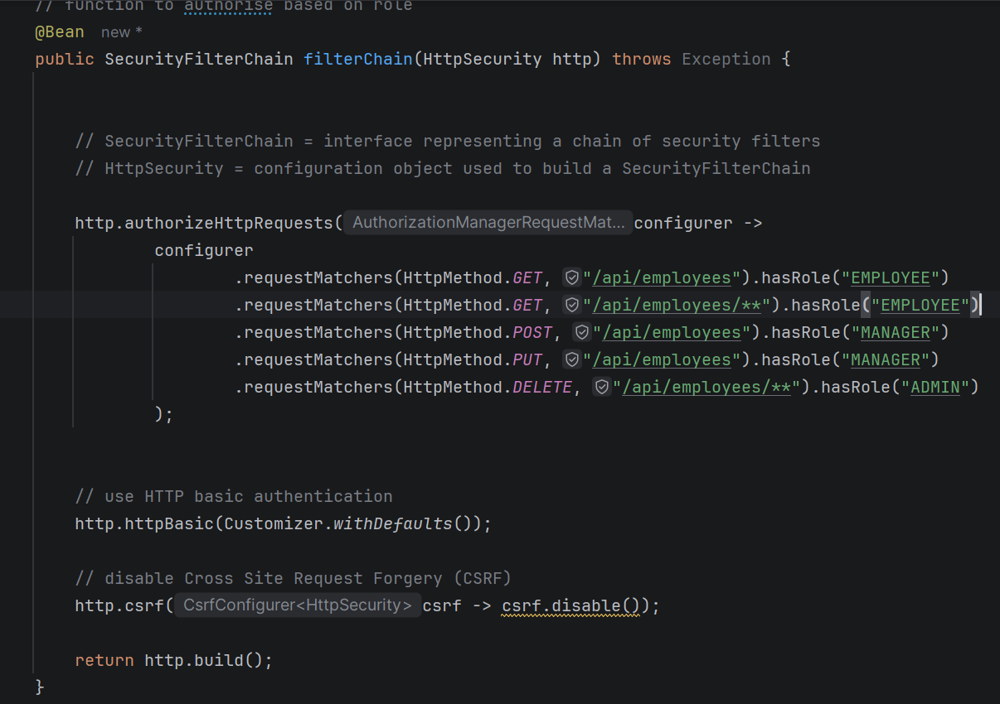 // function to authorise based on role
@Bean new *
public SecurityFilterChain filterChain(HttpSecurity http) throws Exception {
// SecurityFilterChain = interface representing a chain of security filters
// HttpSecurity = configuration object used to build a SecurityFilterChain
http.authorizeHttpRequests( AuthorizationManagerRequestMat... configurer ->
configurer
.requestMatchers(HttpMethod.GET, "/api/employees").hasRole("EMPLOYEE")
.requestMatchers(HttpMethod.GET, "/api/employees/**").hasRole("EMPLOYEE")
.requestMatchers(HttpMethod.POST, "/api/employees").hasRole("MANAGER")
.requestMatchers(HttpMethod.PUT, "/api/employees").hasRole("MANAGER")
.requestMatchers(HttpMethod.DELETE, "/api/employees/**").hasRole("ADMIN")
);
// use HTTP basic authentication
http.httpBasic(Customizer.withDefaults());
// disable Cross Site Request Forgery (CSRF)
http.csrf( CsrfConfigurer<HttpSecurity> csrf -> csrf.disable());
return http.build();
}